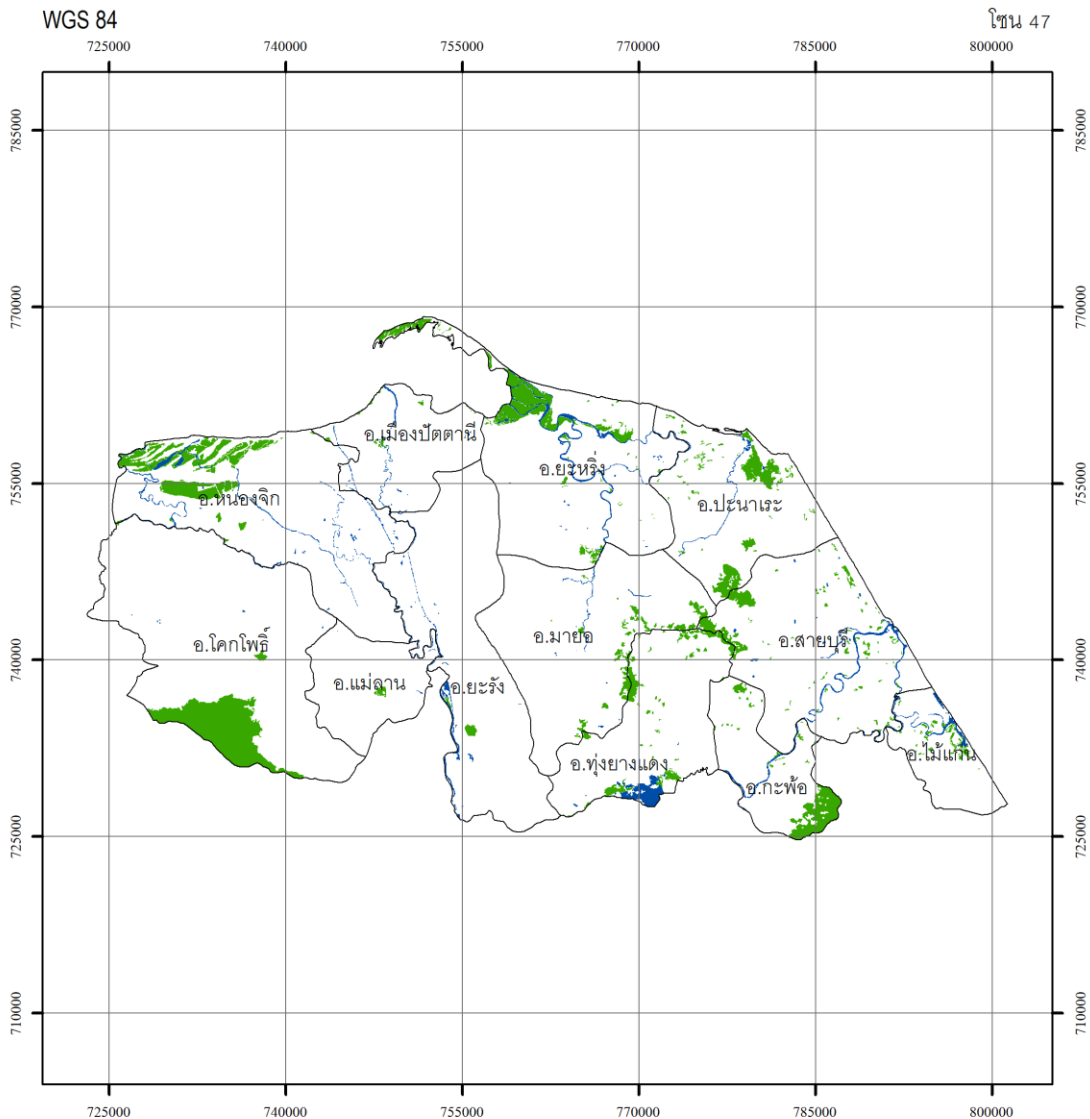 WGS 84
โซน 47
725000 740000 755000 770000 785000 800000
785000 785000
770000 770000
อ.เมืองปัตตานี
อ.ยะหริ่ง
755000 755000
อ.หนองจิก
อ.ปะนาเระ
อ.มายอ
อ.สายบุรี
อ.โคกโพธิ์
740000 740000
อ.แม่ลาน
อ.ยะรัง
อ.ไม้แก่น
อ.ทุ่งยางแดง
อ.กะพ้อ
725000 725000
710000 710000
725000 740000 755000 770000 785000 800000